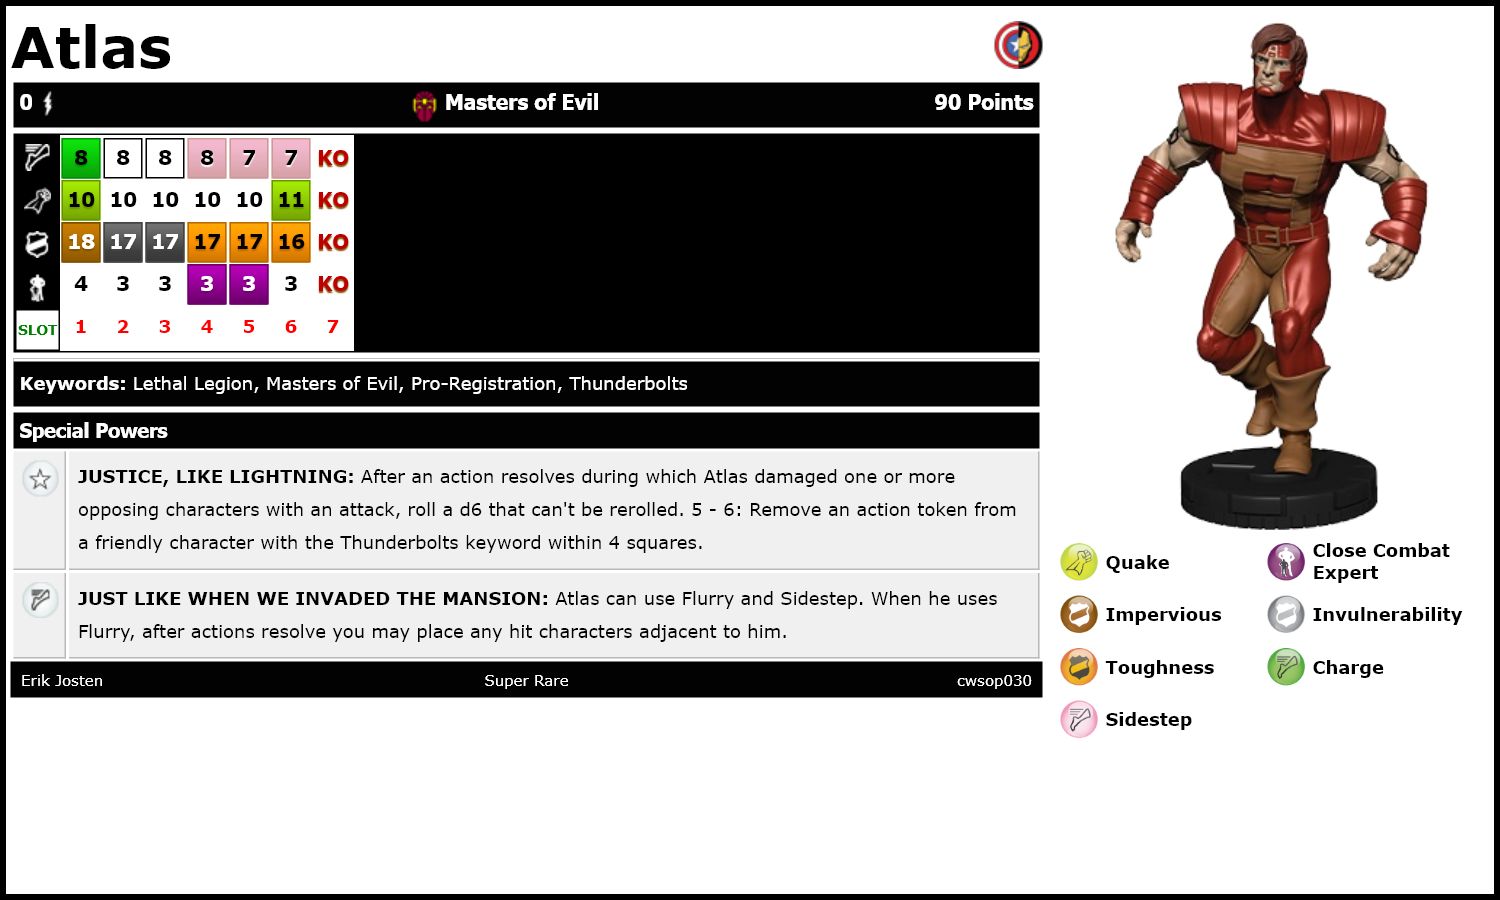 Atlas
0 Masters of Evil 90 Points
8 8 8 8 7 7 KO
10 10 10 10 10 11 KO
18 17 17 17 17 16 KO
4 3 3 3 3 3 KO
SLOT 1 2 3 4 5 6 7
Keywords: Lethal Legion, Masters of Evil, Pro-Registration, Thunderbolts
Special Powers
JUSTICE, LIKE LIGHTNING: After an action resolves during which Atlas damaged one or more
opposing characters with an attack, roll a d6 that can't be rerolled. 5 - 6: Remove an action token from
a friendly character with the Thunderbolts keyword within 4 squares.
JUST LIKE WHEN WE INVADED THE MANSION: Atlas can use Flurry and Sidestep. When he uses
Flurry, after actions resolve you may place any hit characters adjacent to him.
Erik Josten Super Rare cwsop030
Quake
Close Combat
Expert
Impervious
Invulnerability
Toughness
Charge
Sidestep